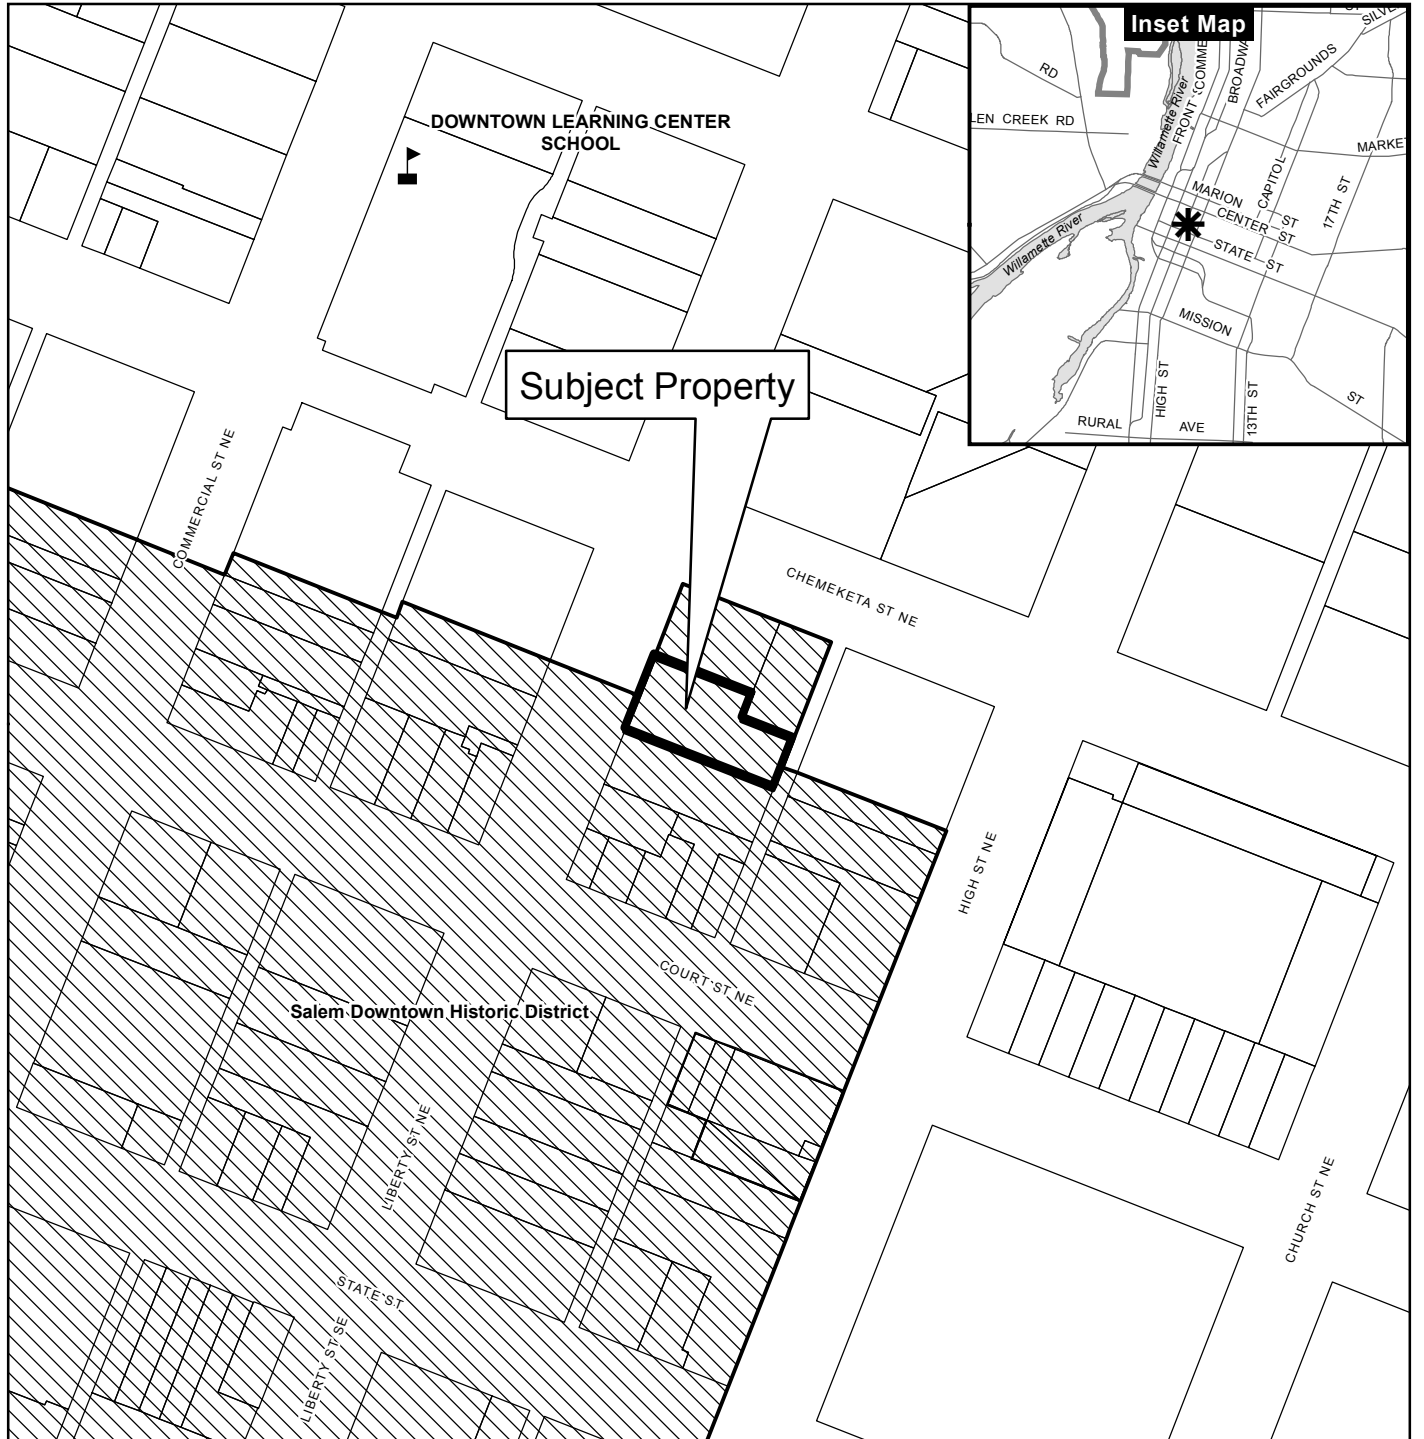 Inset Map
SILVE
RD
LEN CREEK RD
Willamette River
FRONT
COMME
BROADWA
FAIRGROUNDS
MARKET
CAPITOL
17TH ST
MARION
ST
CENTER ST
STATE ST
Willamette River
MISSION
ST
HIGH ST
13TH ST
RURAL AVE
DOWNTOWN LEARNING CENTER
SCHOOL
Subject Property
COMMERCIAL ST NE
CHEMEKETA ST NE
HIGH ST NE
COURT ST NE
Salem Downtown Historic District
LIBERTY ST NE
CHURCH ST NE
STATE ST
LIBERTY ST SE